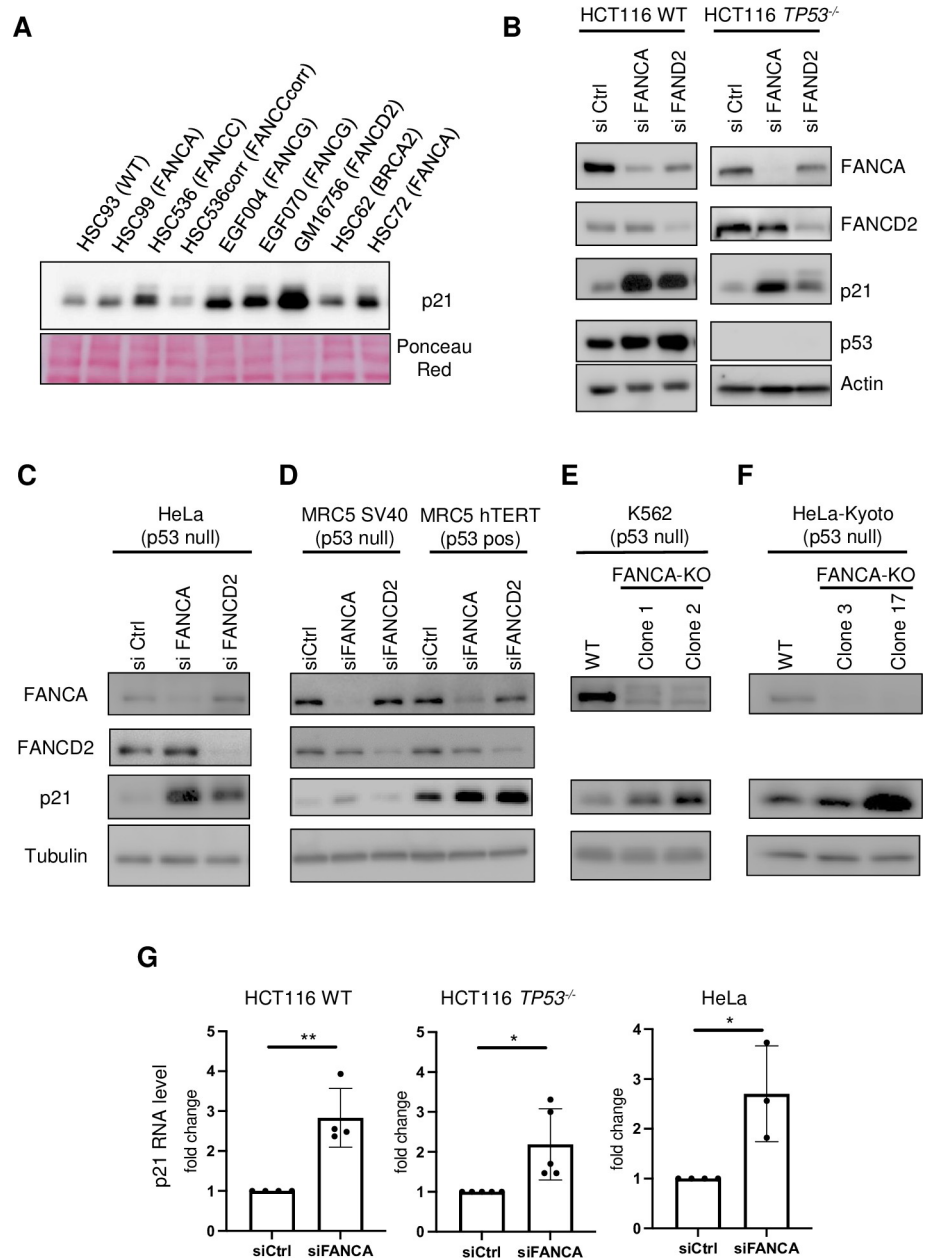 A
HSC93 (WT)
HSC99 (FANCA)
HSC536 (FANCC)
HSC536corr (FANCCcorr)
EGF004 (FANCG)
EGF070 (FANCG)
GM16756 (FANCD2)
HSC62 (BRCA2)
HSC72 (FANCA)
p21
Ponceau
Red
B
HCT116 WT HCT116 TP53-/-
si Ctrl
si FANCA
si FAND2
si Ctrl
si FANCA
si FAND2
FANCA
FANCD2
p21
p53
Actin
C
HeLa
(p53 null)
si Ctrl
si FANCA
si FANCD2
FANCA
FANCD2
p21
Tubulin
D
MRC5 SV40 MRC5 hTERT
(p53 null) (p53 pos)
siCtrl
siFANCA
siFANCD2
siCtrl
siFANCA
siFANCD2
E
K562
(p53 null)
FANCA-KO
WT
Clone 1
Clone 2
F
HeLa-Kyoto
(p53 null)
FANCA-KO
WT
Clone 3
Clone 17
G
p21 RNA level
HCT116 WT
fold change
5
4
3
2
1
0
**
siCtrl siFANCA
HCT116 TP53-/-
fold change
5
4
3
2
1
0
*
siCtrl siFANCA
HeLa
fold change
4
3
2
1
0
*
siCtrl siFANCA